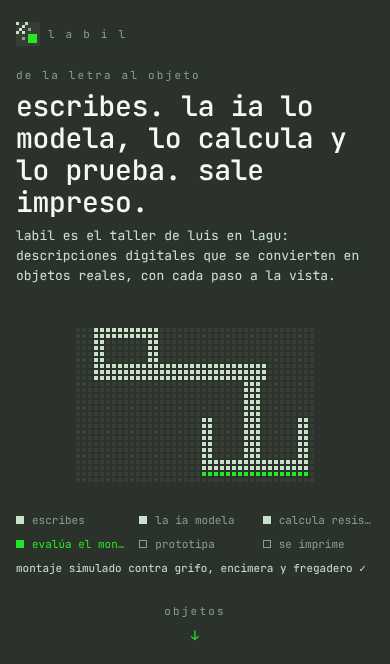 labil
de la letra al objeto
escribes. la ia lo
modela, lo calcula y
lo prueba. sale
impreso.
labil es el taller de luis en lagu:
descripciones digitales que se convierten en
objetos reales, con cada paso a la vista.
escribes la ia modela calcula resis…
evalúa el mon… prototipa se imprime
montaje simulado contra grifo, encimera y fregadero ✓
objetos
↓